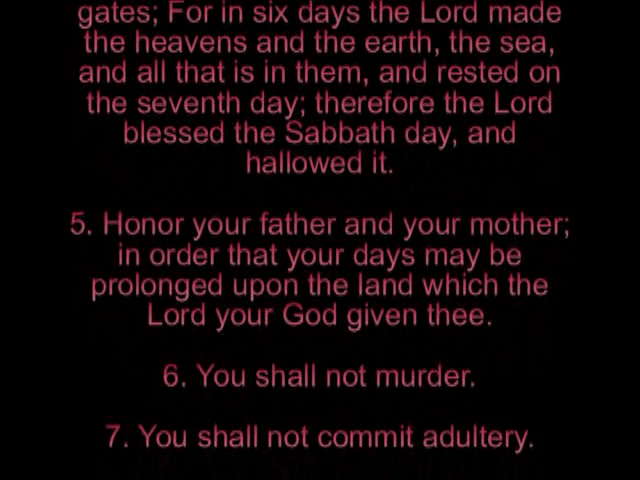 gates; For in six days the Lord made
the heavens and the earth, the sea,
and all that is in them, and rested on
the seventh day; therefore the Lord
blessed the Sabbath day, and
hallowed it.
5. Honor your father and your mother;
in order that your days may be
prolonged upon the land which the
Lord your God given thee.
6. You shall not murder.
7. You shall not commit adultery.